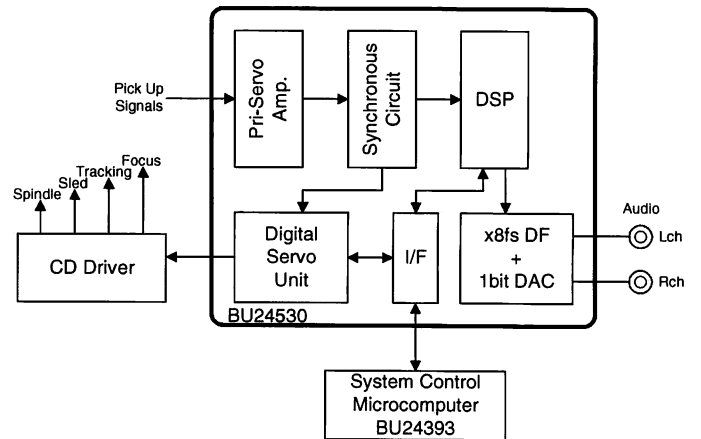 Pick Up
Signals
Pri-Servo
Amp.
Synchronous
Circuit
DSP
Spindle
Sled
Tracking
Focus
CD Driver
Digital
Servo
Unit
I/F
x8fs DF
+
1bit DAC
Audio
Lch
Rch
BU24530
System Control
Microcomputer
BU24393